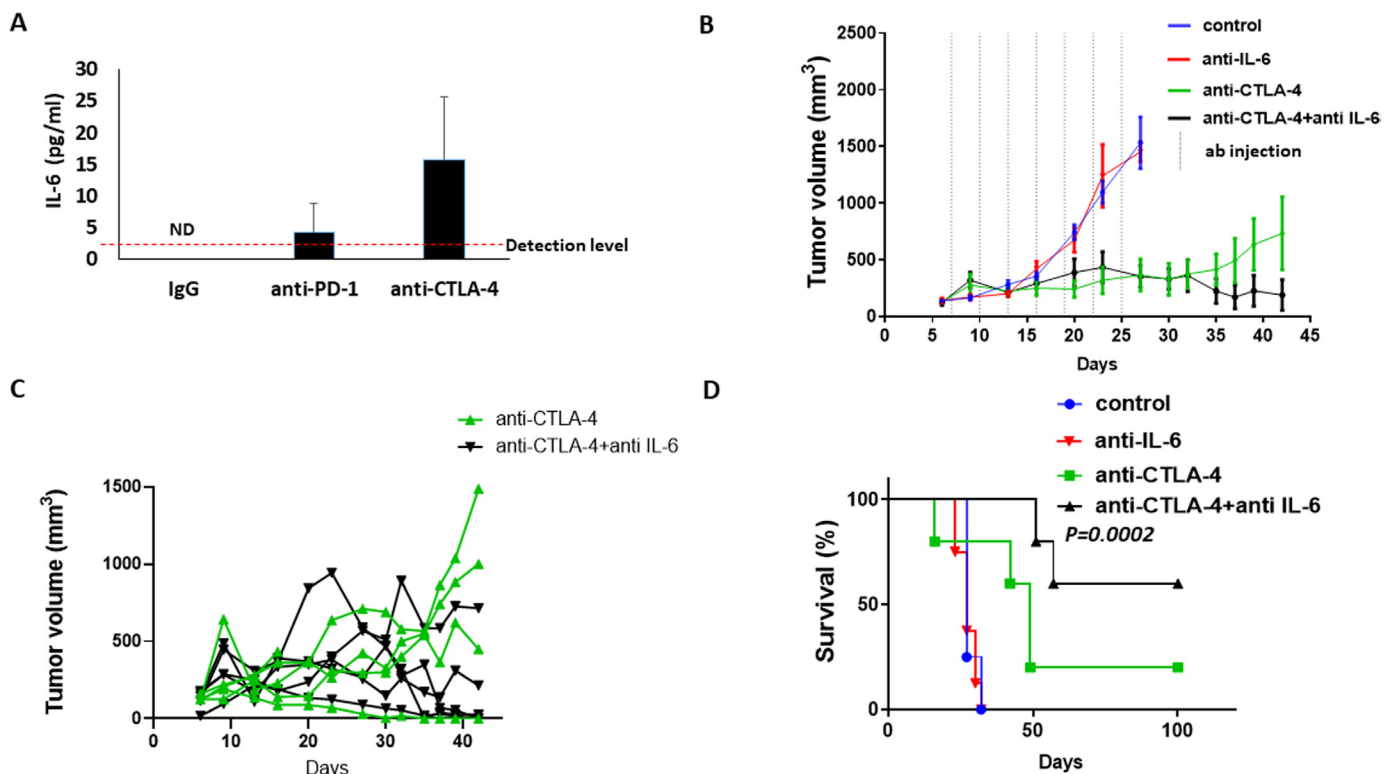 A
IL-6 (pg/ml)
30
25
20
15
10
5
0
ND
Detection level
IgG
anti-PD-1
anti-CTLA-4
B
Tumor volume (mm3)
2500
2000
1500
1000
500
0
0
5
10
15
20
25
30
35
40
45
Days
control
anti-IL-6
anti-CTLA-4
anti-CTLA-4+anti IL-6
ab injection
C
anti-CTLA-4
anti-CTLA-4+anti IL-6
Tumor volume (mm3)
1500
1000
500
0
0
10
20
30
40
Days
D
control
anti-IL-6
anti-CTLA-4
anti-CTLA-4+anti IL-6
P=0.0002
Survival (%)
100
50
0
0
50
100
Days